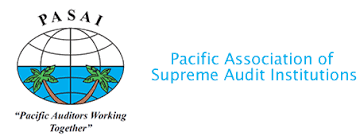 PASAI
"Pacific Auditors Working
Together"
Pacific Association of
Supreme Audit Institutions